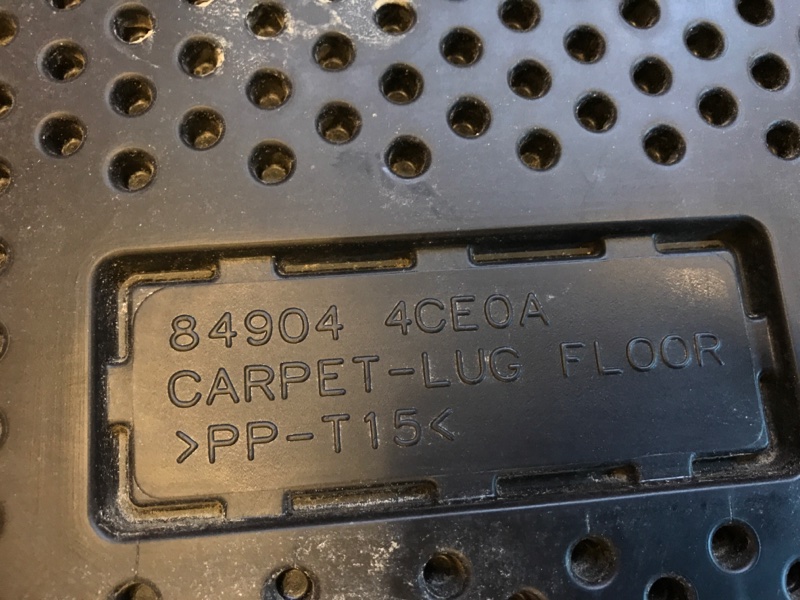 84904 4CE0A
CARPET-LUG FLOOR
>PP-T15<